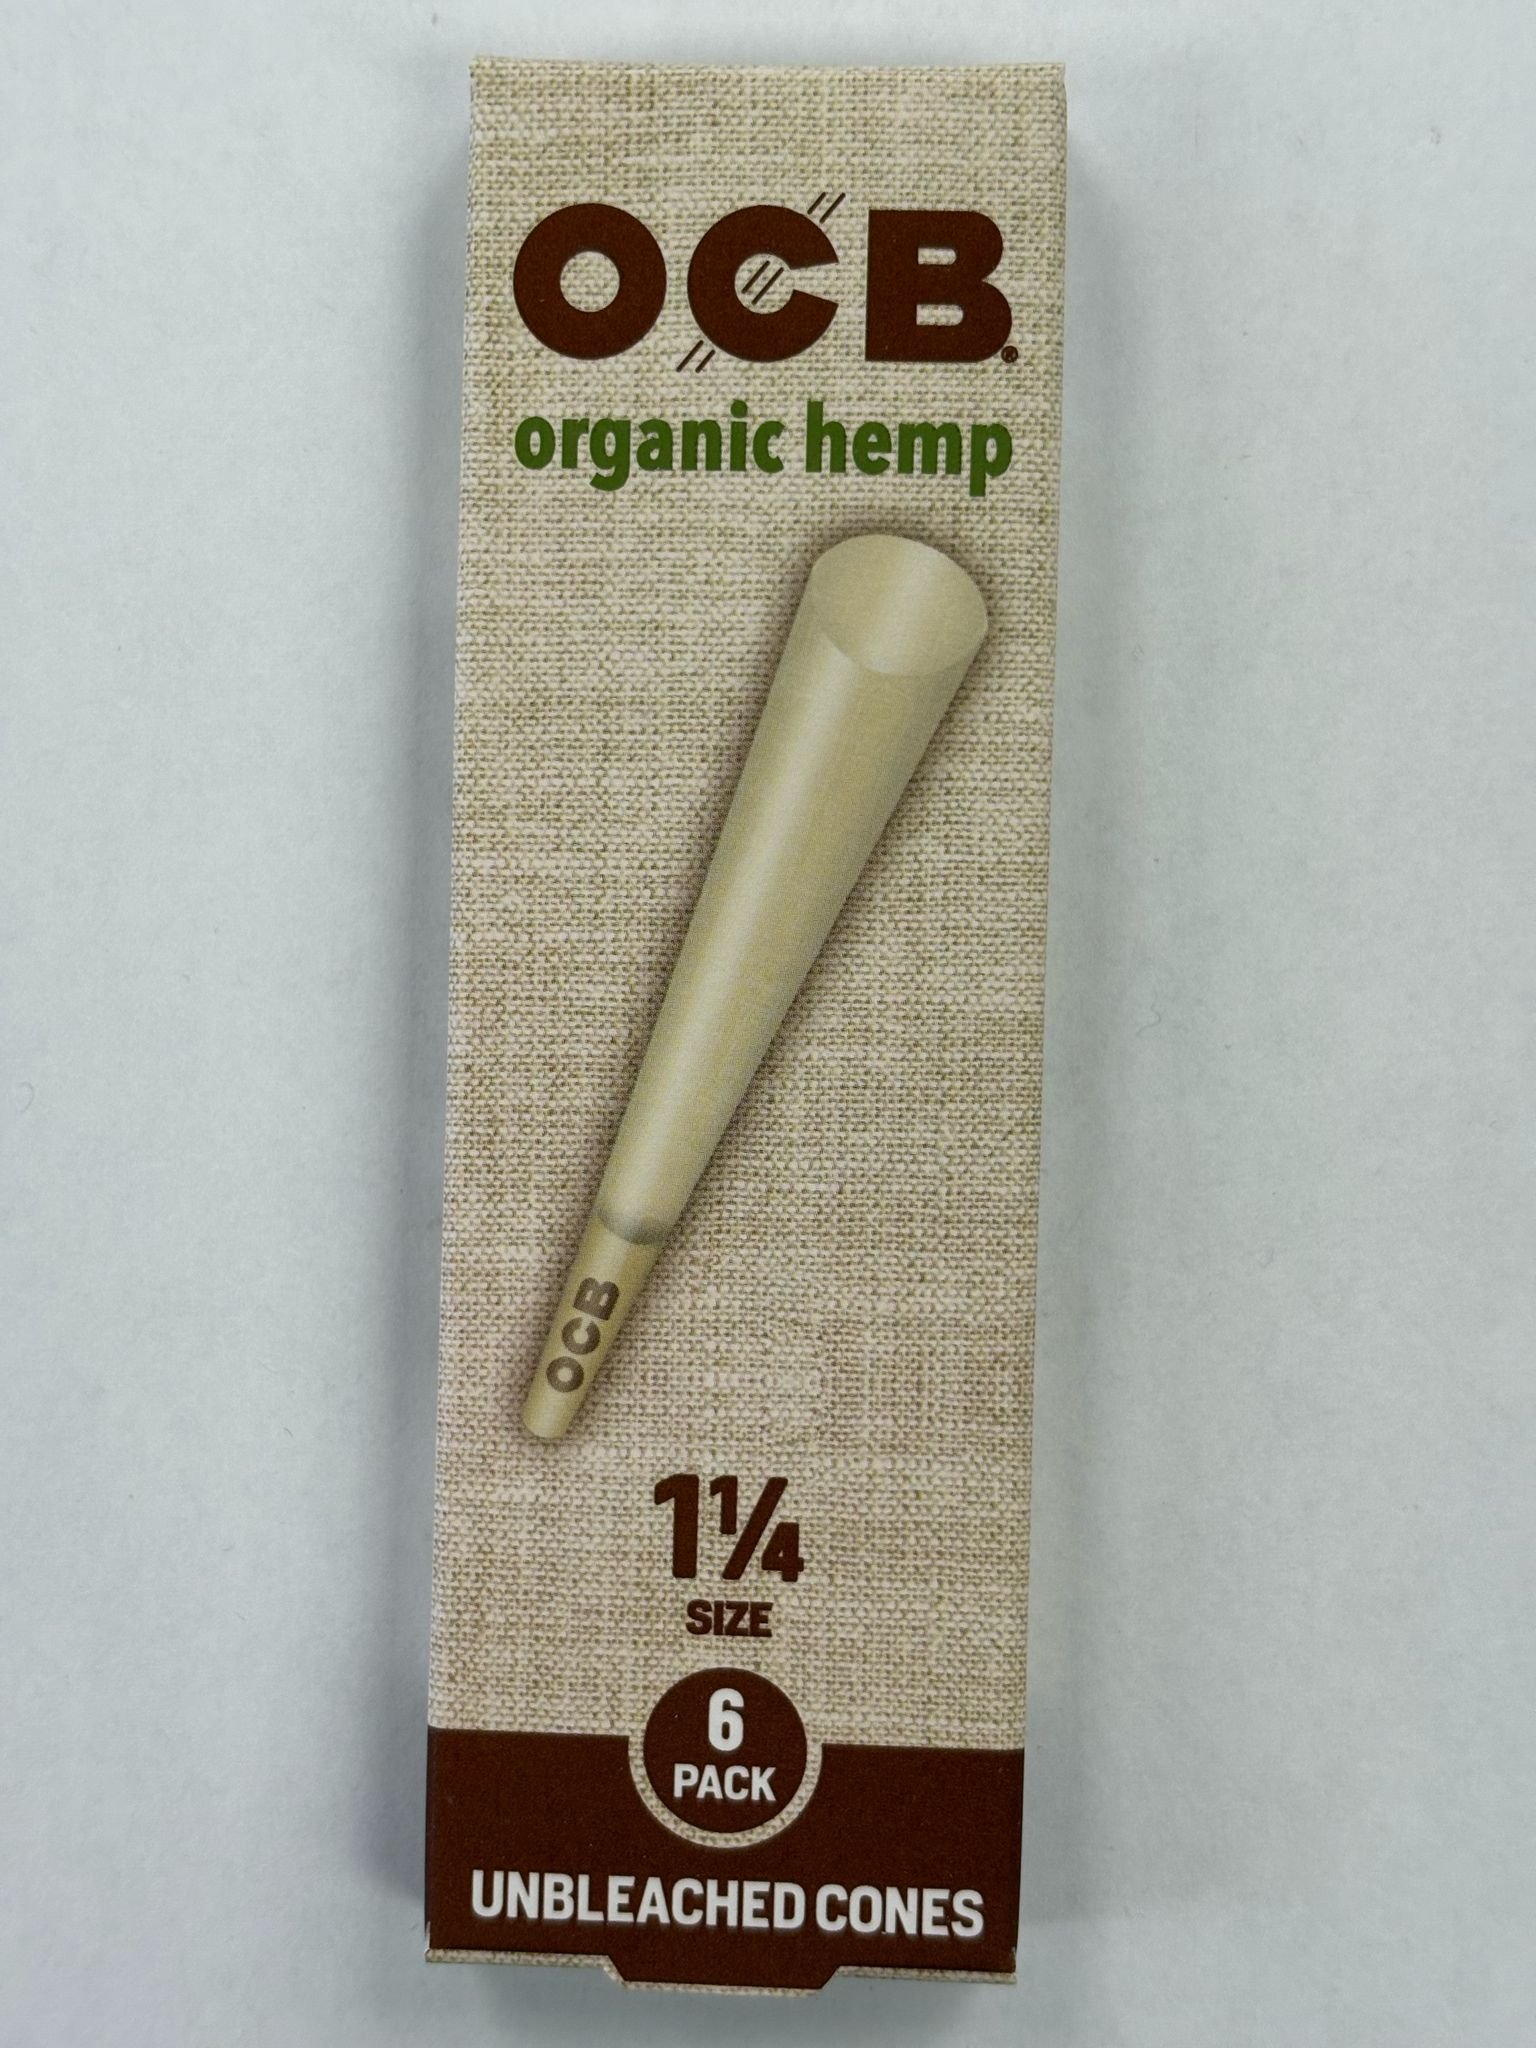 OCB®
organic hemp
OCB
1¼
SIZE
6
PACK
UNBLEACHED CONES